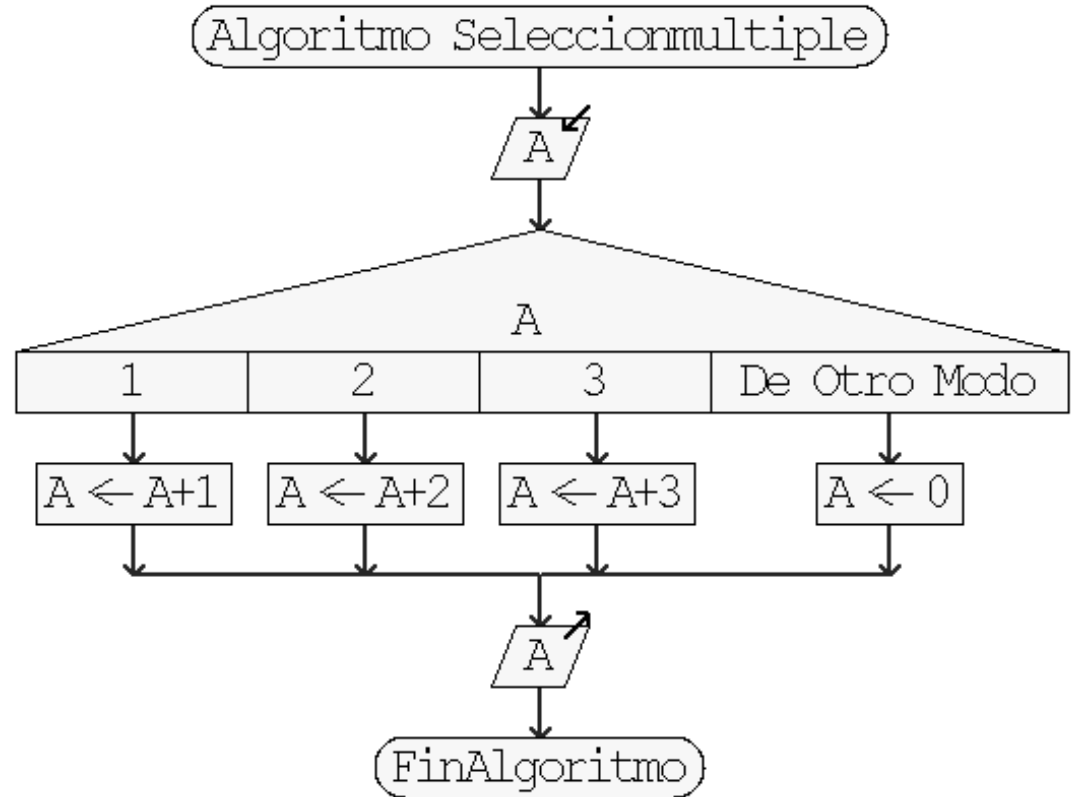 Algoritmo Seleccionmultiple
A
A
1 2 3 De Otro Modo
A ← A+1 A ← A+2 A ← A+3 A ← 0
A
FinAlgoritmo